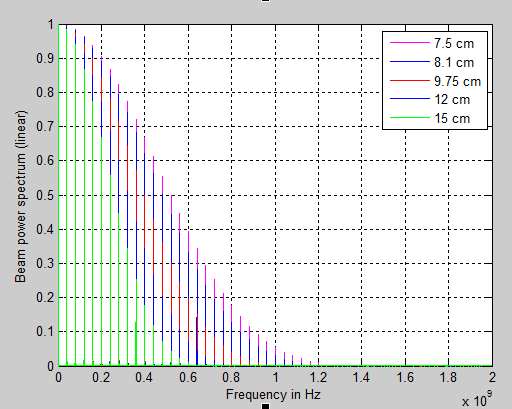 1
0.9
0.8
0.7
0.6
0.5
0.4
0.3
0.2
0.1
0
Beam power spectrum (linear)
7.5 cm
8.1 cm
9.75 cm
12 cm
15 cm
0 0.2 0.4 0.6 0.8 1 1.2 1.4 1.6 1.8 2
Frequency in Hz
x 10^9